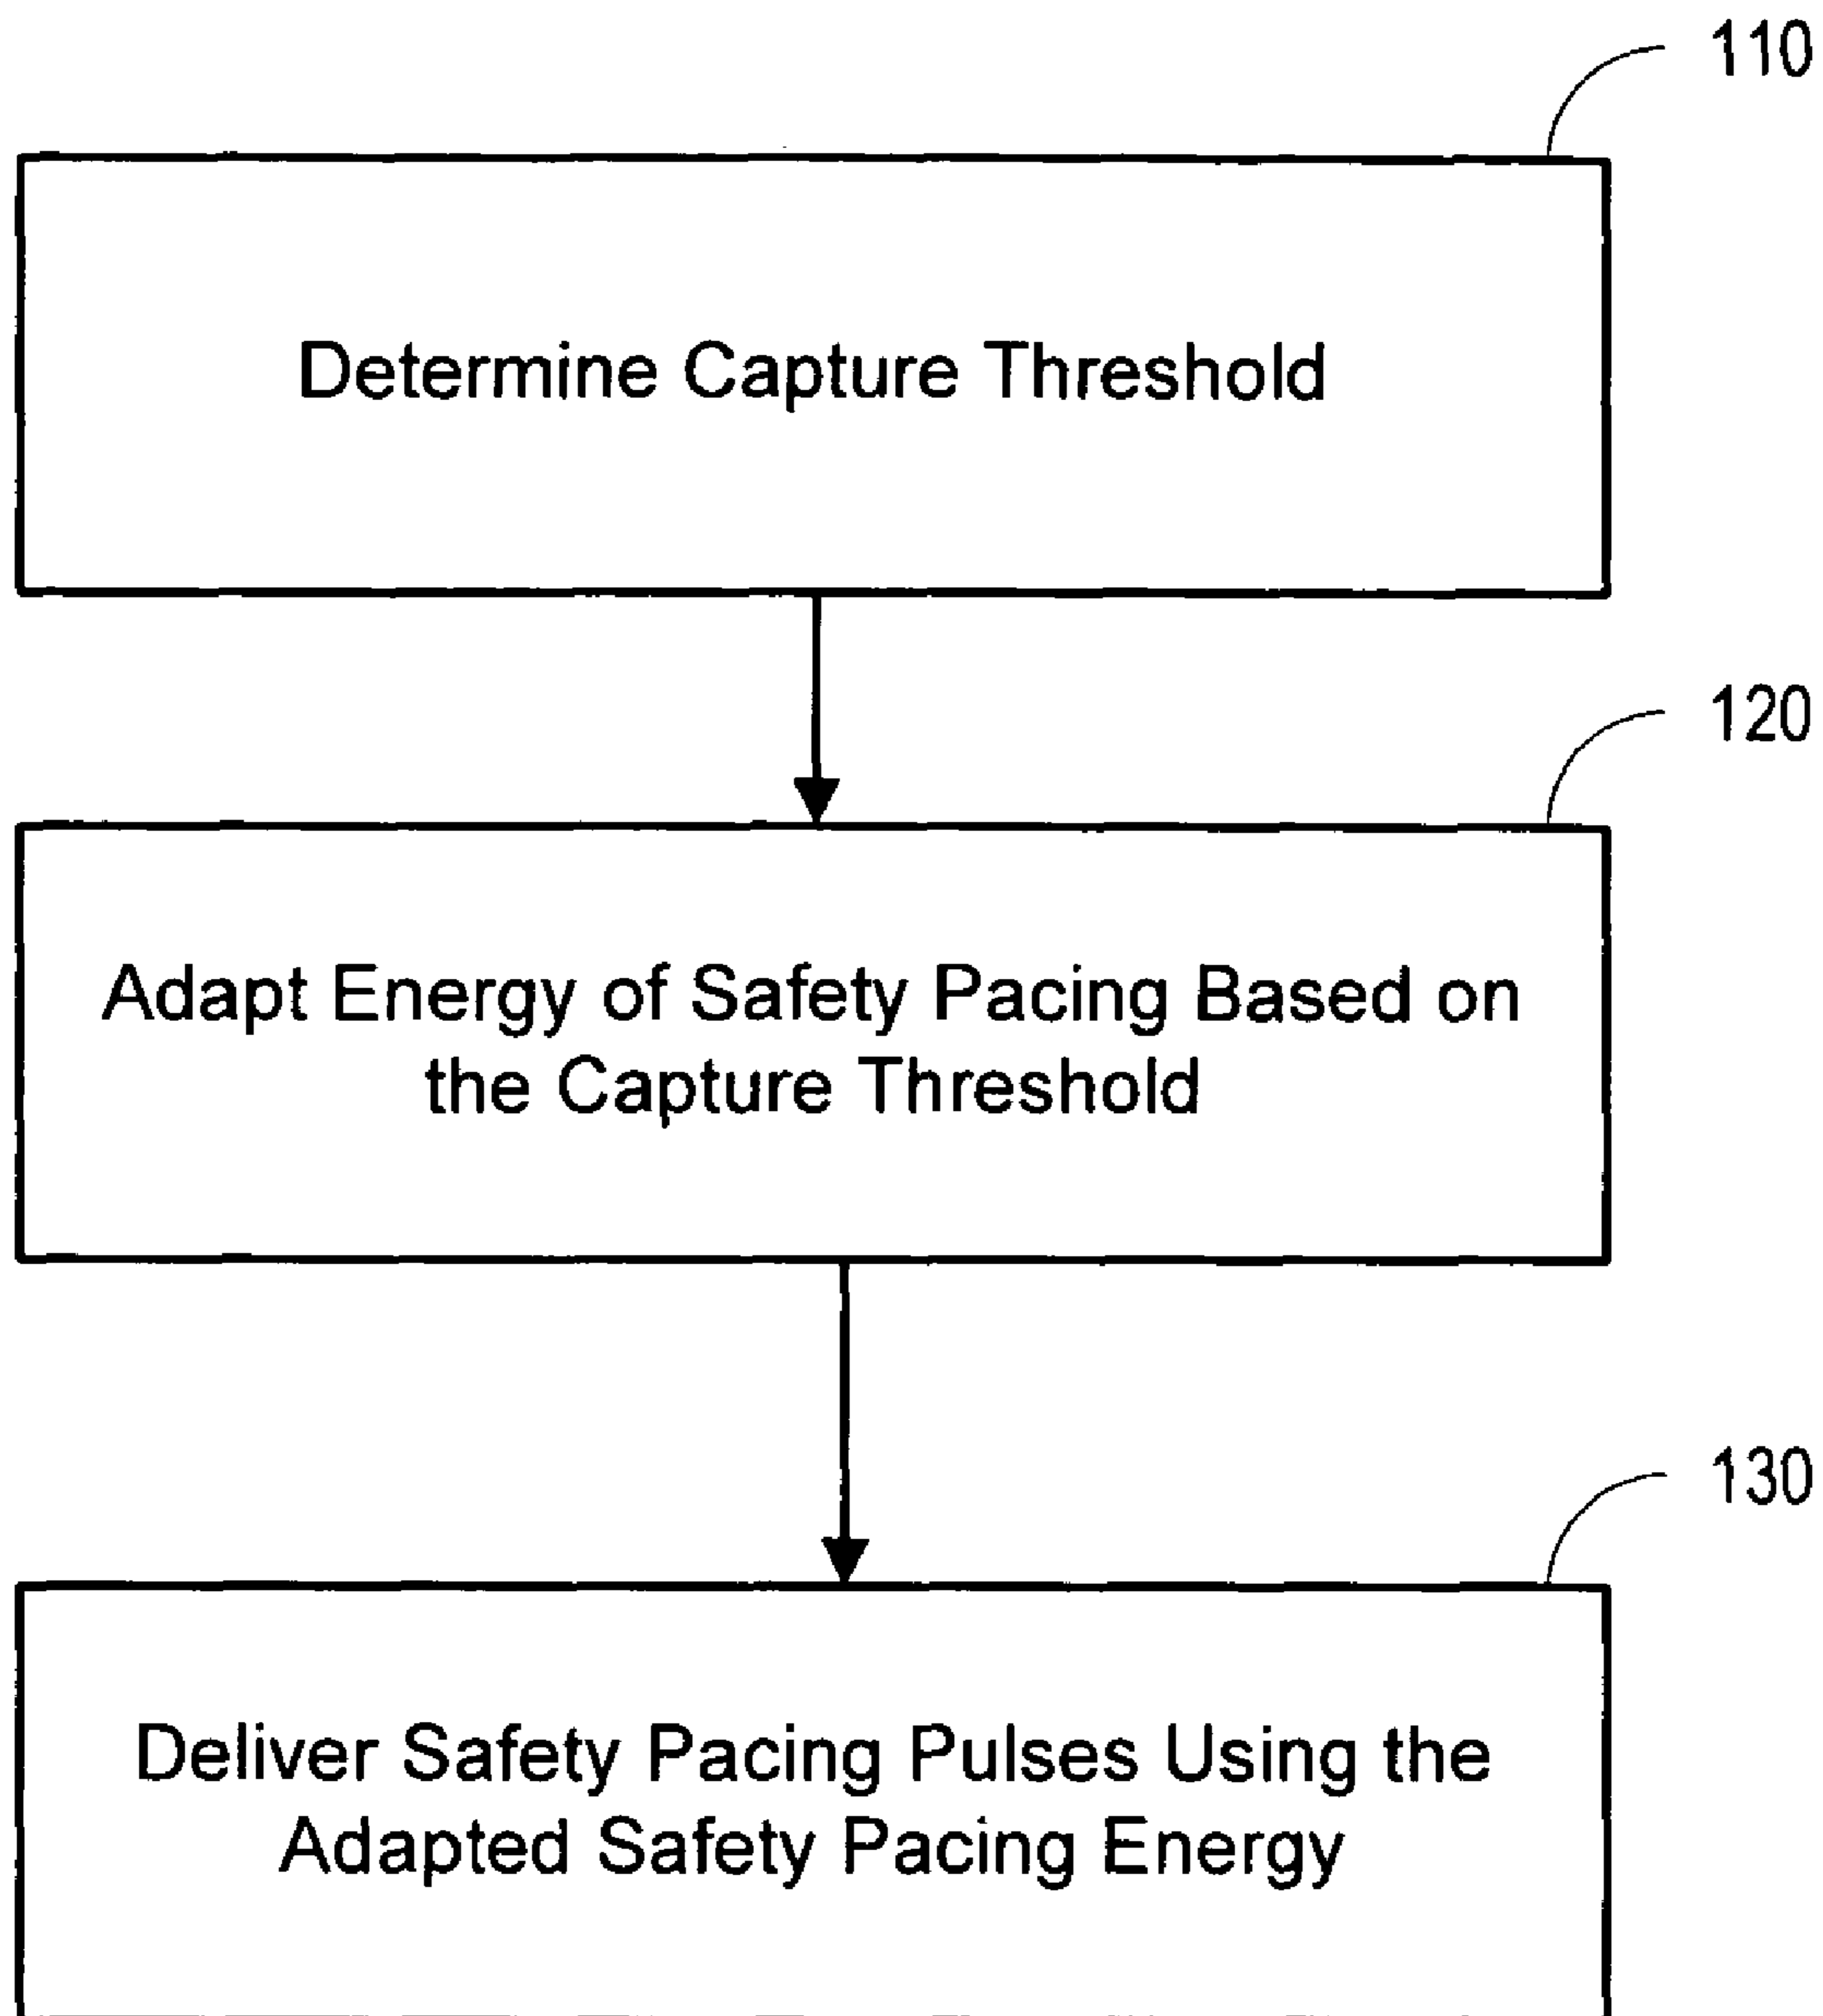 110
Determine Capture Threshold
120
Adapt Energy of Safety Pacing Based on
the Capture Threshold
130
Deliver Safety Pacing Pulses Using the
Adapted Safety Pacing Energy